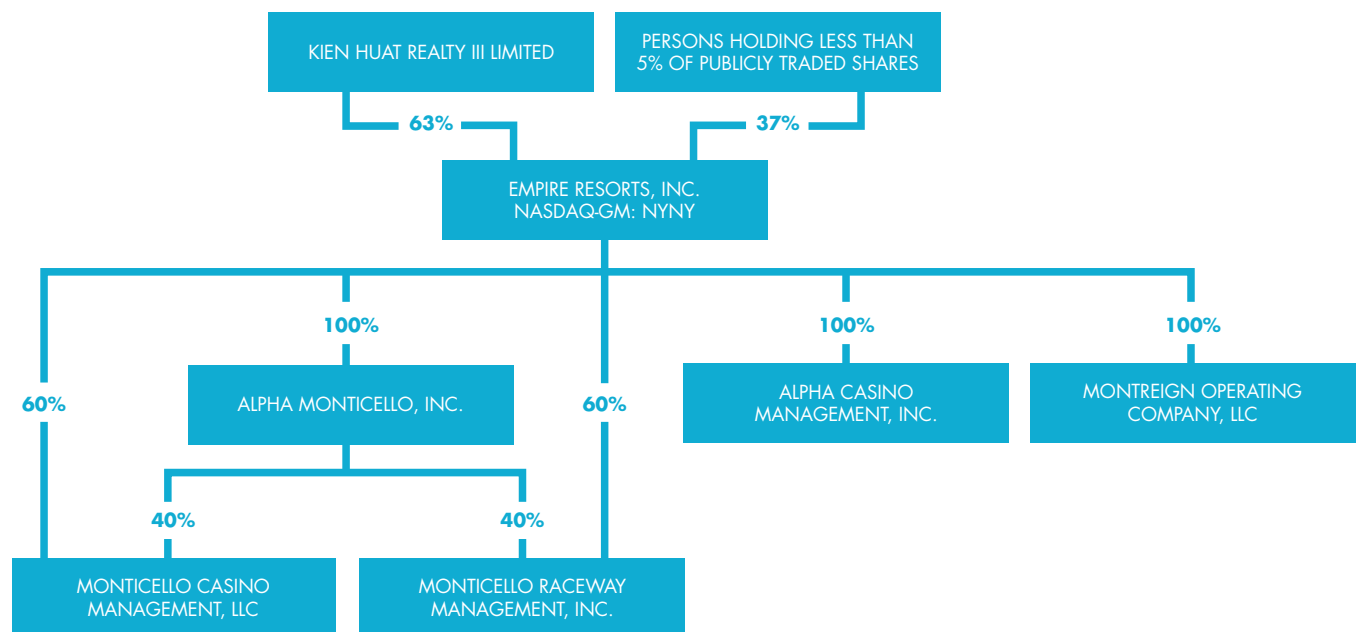 KIEN HUAT REALTY III LIMITED
PERSONS HOLDING LESS THAN
5% OF PUBLICLY TRADED SHARES
63%
37%
EMPIRE RESORTS, INC.
NASDAQ-GM: NYNY
100%
100%
100%
60%
ALPHA MONTICELLO, INC.
60%
ALPHA CASINO
MANAGEMENT, INC.
MONTREIGN OPERATING
COMPANY, LLC
40%
40%
MONTICELLO CASINO
MANAGEMENT, LLC
MONTICELLO RACEWAY
MANAGEMENT, INC.